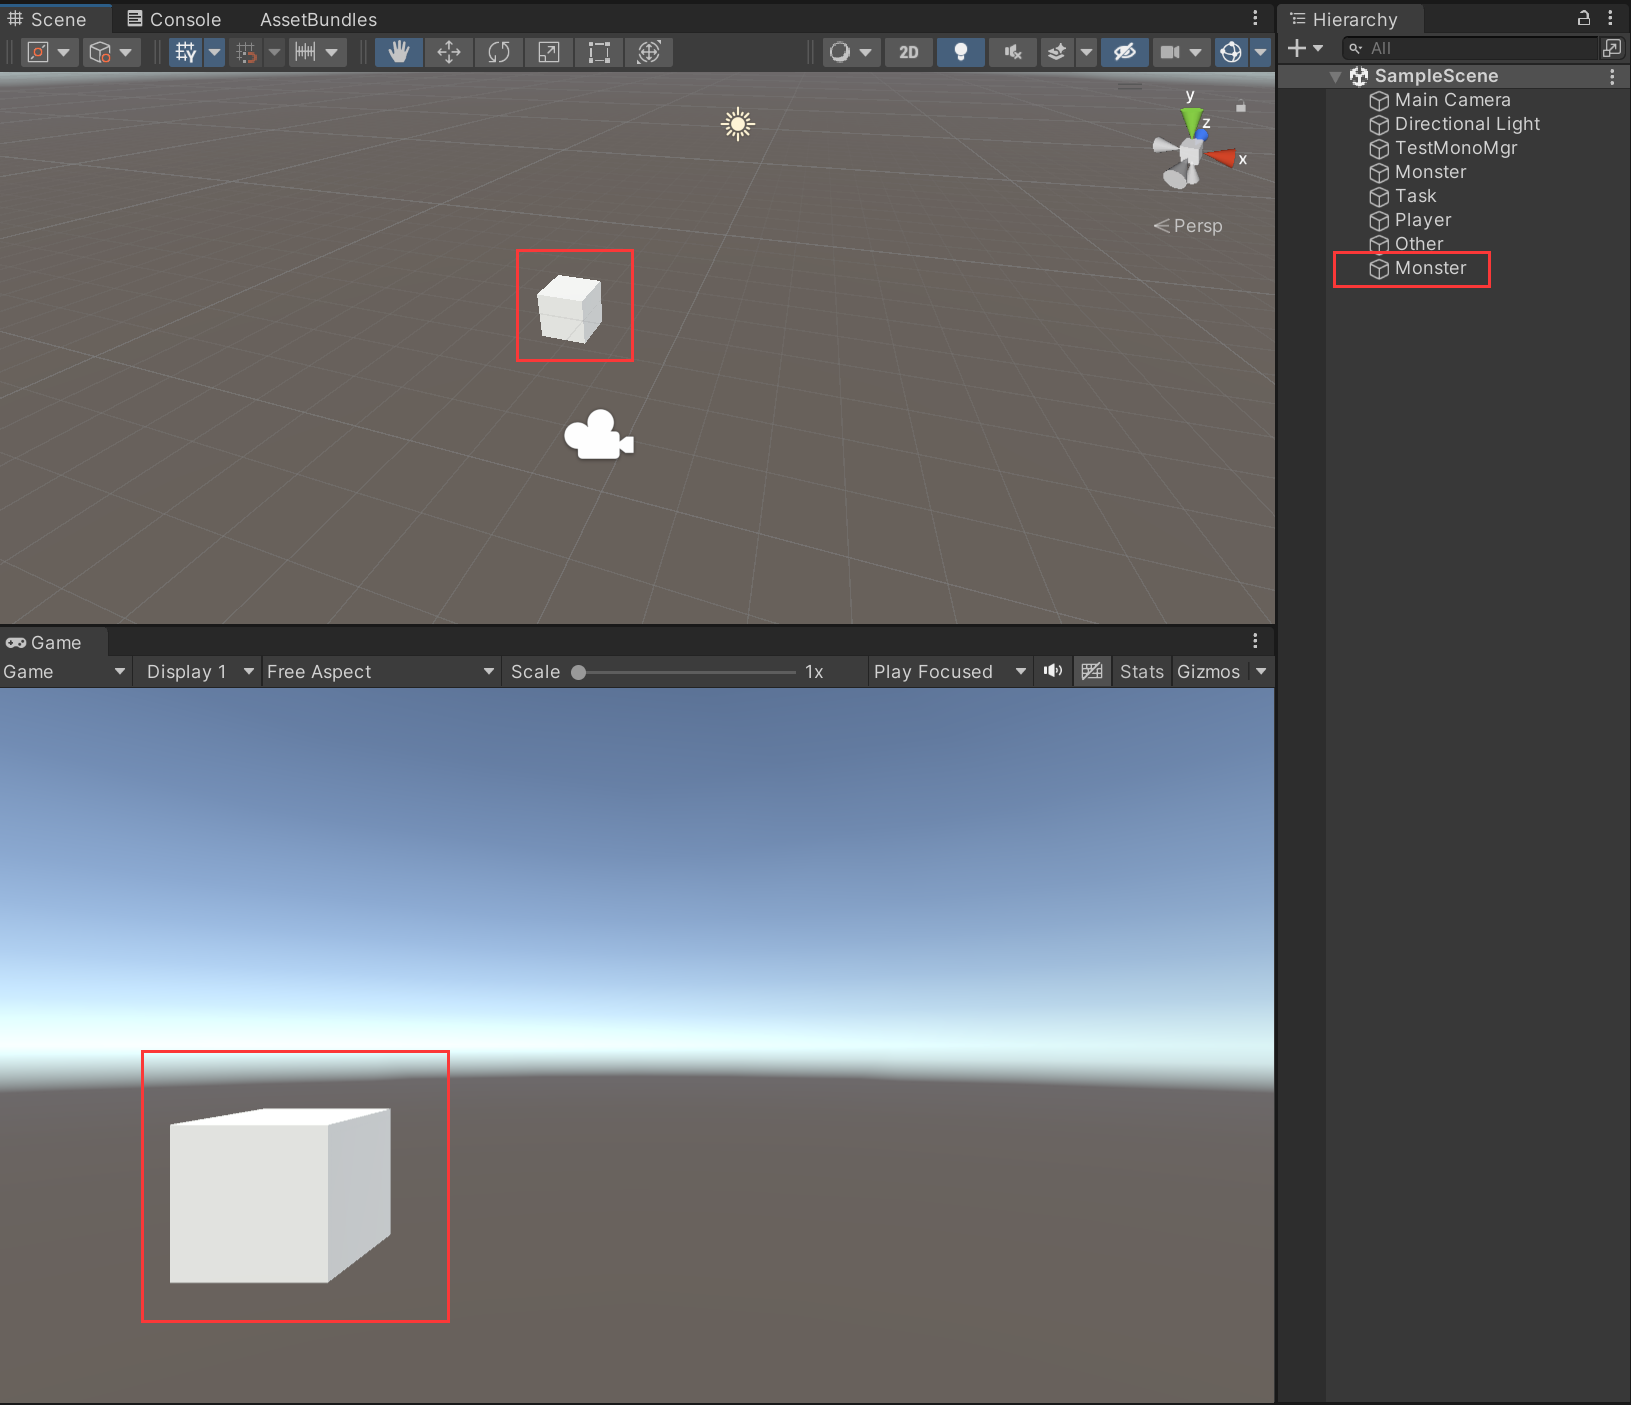 Scene Console AssetBundles
2D
y
z
x
Persp
Game
Game Display 1 Free Aspect Scale 1x Play Focused Stats Gizmos
Hierarchy
All
SampleScene
Main Camera
Directional Light
TestMonoMgr
Monster
Task
Player
Other
Monster